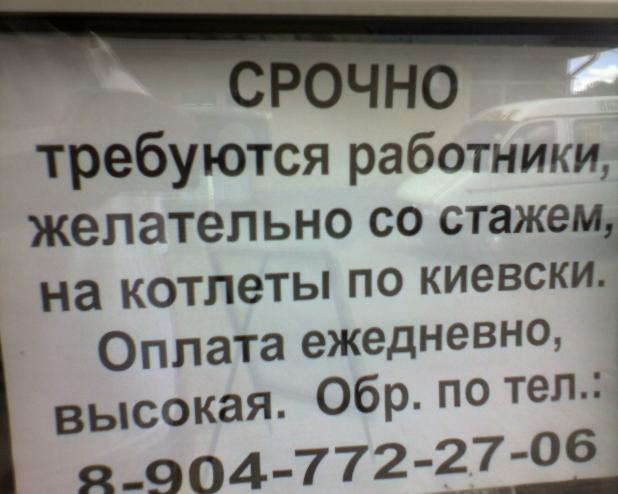 СРОЧНО
требуются работники,
желательно со стажем,
на котлеты по киевски.
Оплата ежедневно,
высокая. Обр. по тел.:
8-904-772-27-06